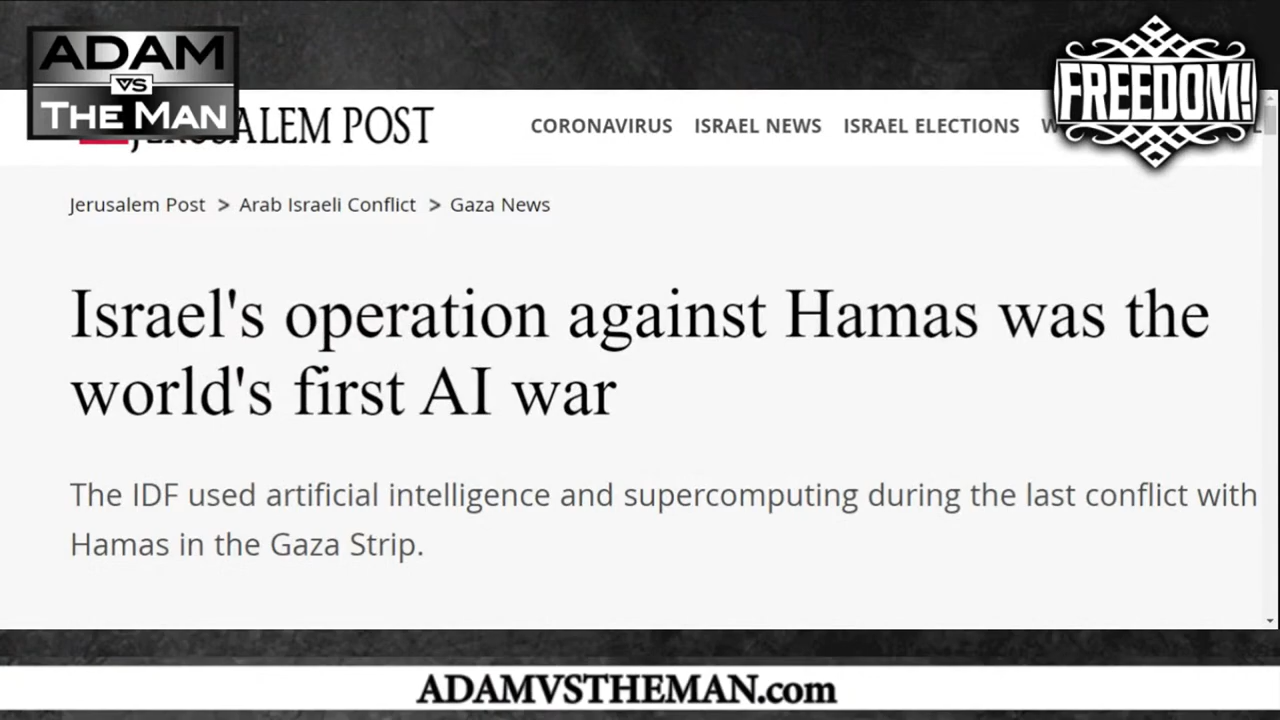 ADAM
VS
THE MAN
FREEDOM!
JERUSALEM POST
CORONAVIRUS ISRAEL NEWS ISRAEL ELECTIONS
Jerusalem Post > Arab Israeli Conflict > Gaza News
Israel's operation against Hamas was the
world's first AI war
The IDF used artificial intelligence and supercomputing during the last conflict with
Hamas in the Gaza Strip.
ADAMVSTHEMAN.com